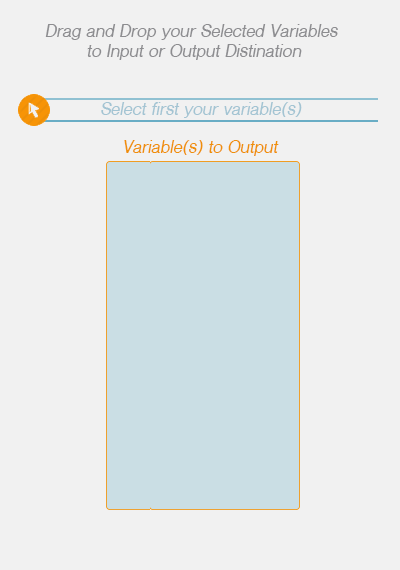 Drag and Drop your Selected Variables
to Input or Output Distination
Select first your variable(s)
Variable(s) to Output